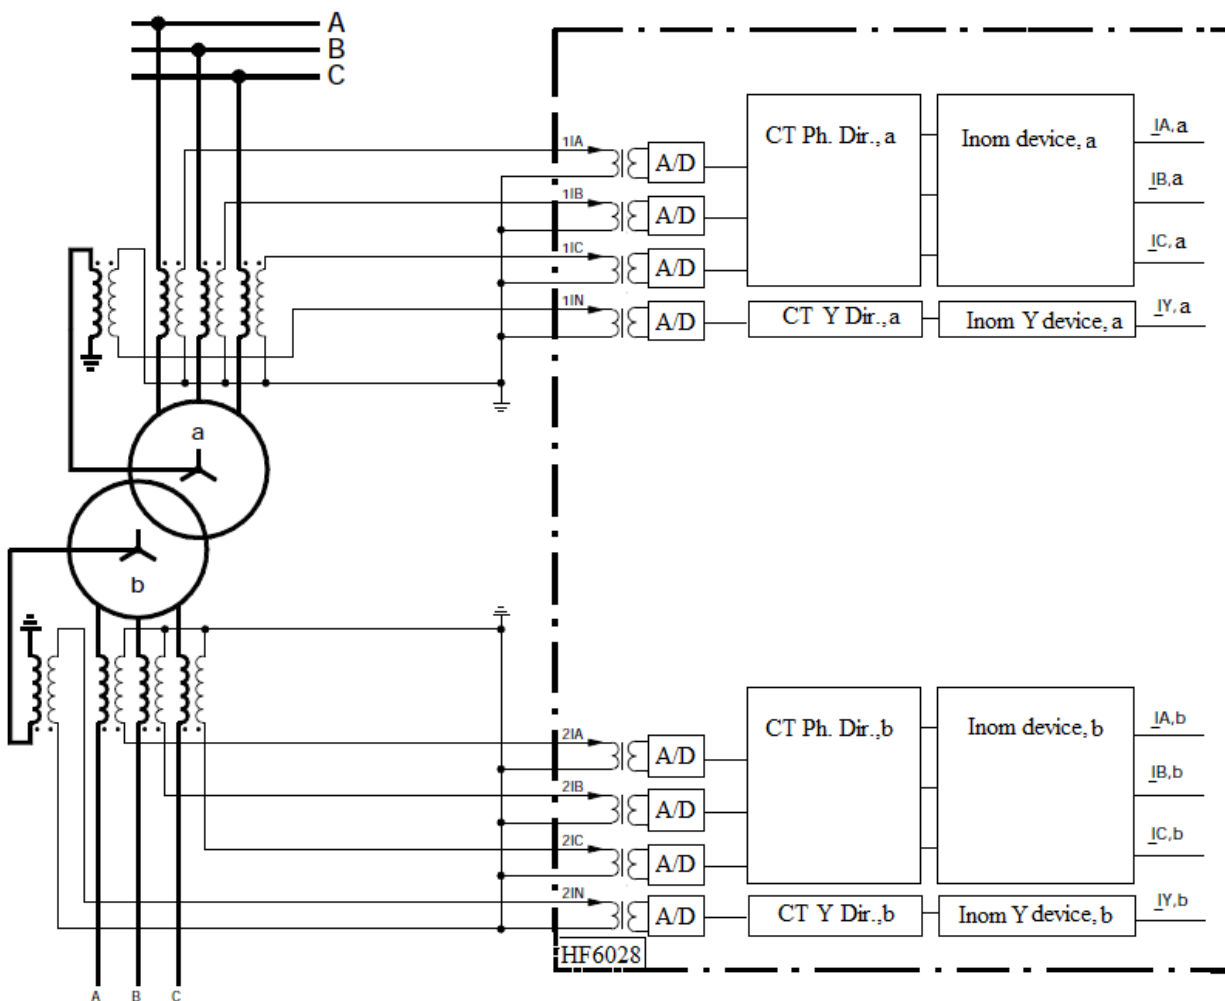 A
B
C
1IA
A/D
CT Ph. Dir., a
Inom device, a
IA, a
1IB
A/D
IB, a
1IC
A/D
IC, a
1IN
A/D
CT Y Dir., a
Inom Y device, a
IY, a
a
b
2IA
A/D
CT Ph. Dir.,b
Inom device, b
IA,b
2IB
A/D
IB,b
2IC
A/D
IC,b
2IN
A/D
CT Y Dir.,b
Inom Y device, b
IY,b
HF6028
A B C